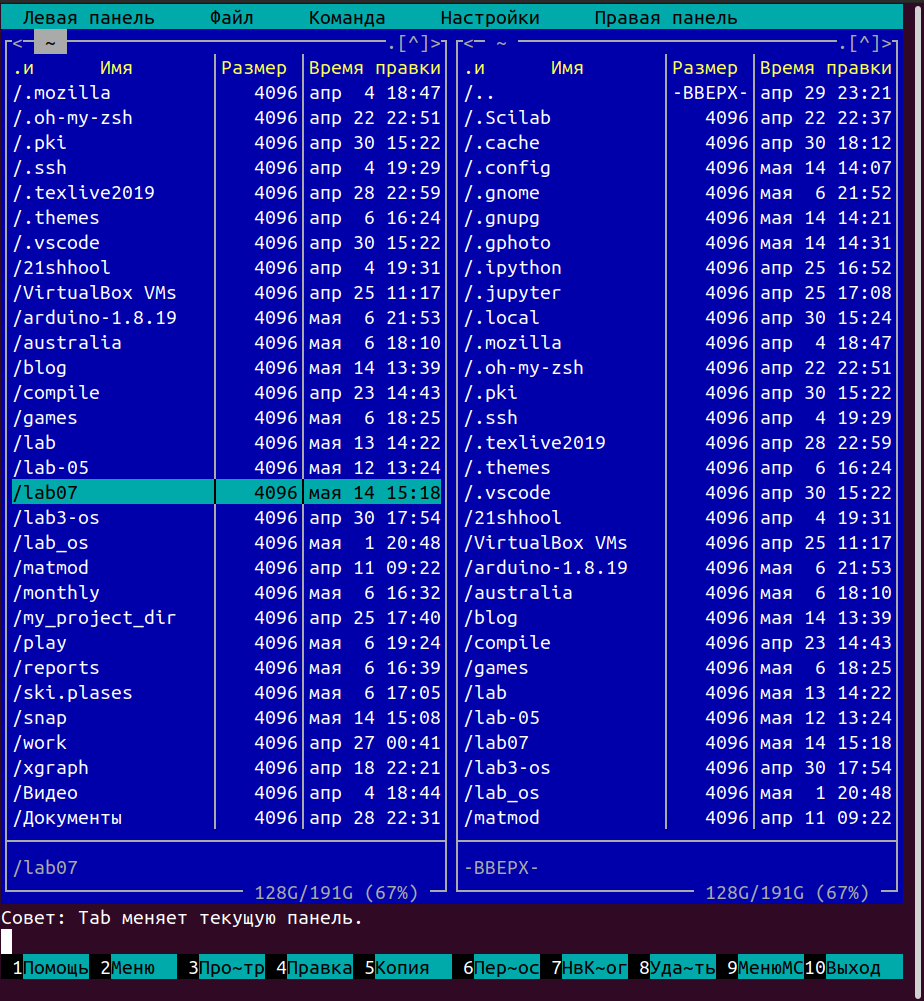 Левая панель Файл Команда Настройки Правая панель
<- ~ .[^]> <- ~ .[^]>
.и Имя Размер Время правки .и Имя Размер Время правки
/.mozilla 4096 апр 4 18:47 /.. -ВВЕРХ- апр 29 23:21
/.oh-my-zsh 4096 апр 22 22:51 /.Scilab 4096 апр 22 22:37
/.pki 4096 апр 30 15:22 /.cache 4096 апр 30 18:12
/.ssh 4096 апр 4 19:29 /.config 4096 мая 14 14:07
/.texlive2019 4096 апр 28 22:59 /.gnome 4096 мая 6 21:52
/.themes 4096 апр 6 16:24 /.gnupg 4096 мая 14 14:21
/.vscode 4096 апр 30 15:22 /.gphoto 4096 мая 14 14:31
/21shhool 4096 апр 4 19:31 /.ipython 4096 апр 25 16:52
/VirtualBox VMs 4096 апр 25 11:17 /.jupyter 4096 апр 25 17:08
/arduino-1.8.19 4096 мая 6 21:53 /.local 4096 апр 30 15:24
/australia 4096 мая 6 18:10 /.mozilla 4096 апр 4 18:47
/blog 4096 мая 14 13:39 /.oh-my-zsh 4096 апр 22 22:51
/compile 4096 апр 23 14:43 /.pki 4096 апр 30 15:22
/games 4096 мая 6 18:25 /.ssh 4096 апр 4 19:29
/lab 4096 мая 13 14:22 /.texlive2019 4096 апр 28 22:59
/lab-05 4096 мая 12 13:24 /.themes 4096 апр 6 16:24
/lab07 4096 мая 14 15:18 /.vscode 4096 апр 30 15:22
/lab3-os 4096 апр 30 17:54 /21shhool 4096 апр 4 19:31
/lab_os 4096 мая 1 20:48 /VirtualBox VMs 4096 апр 25 11:17
/matmod 4096 апр 11 09:22 /arduino-1.8.19 4096 мая 6 21:53
/monthly 4096 мая 6 16:32 /australia 4096 мая 6 18:10
/my_project_dir 4096 апр 25 17:40 /blog 4096 мая 14 13:39
/play 4096 мая 6 19:24 /compile 4096 апр 23 14:43
/reports 4096 мая 6 16:39 /games 4096 мая 6 18:25
/ski.plases 4096 мая 6 17:05 /lab 4096 мая 13 14:22
/snap 4096 мая 14 15:08 /lab-05 4096 мая 12 13:24
/work 4096 апр 27 00:41 /lab07 4096 мая 14 15:18
/xgraph 4096 апр 18 22:21 /lab3-os 4096 апр 30 17:54
/Видео 4096 апр 4 18:44 /lab_os 4096 мая 1 20:48
/Документы 4096 апр 28 22:31 /matmod 4096 апр 11 09:22
/lab07 -ВВЕРХ-
128G/191G (67%) 128G/191G (67%)
Совет: Tab меняет текущую панель.
1Помощь 2Меню 3Про~тр 4Правка 5Копия 6Пер~ос 7НвК~ог 8Уда~ть 9МенюMC 10Выход